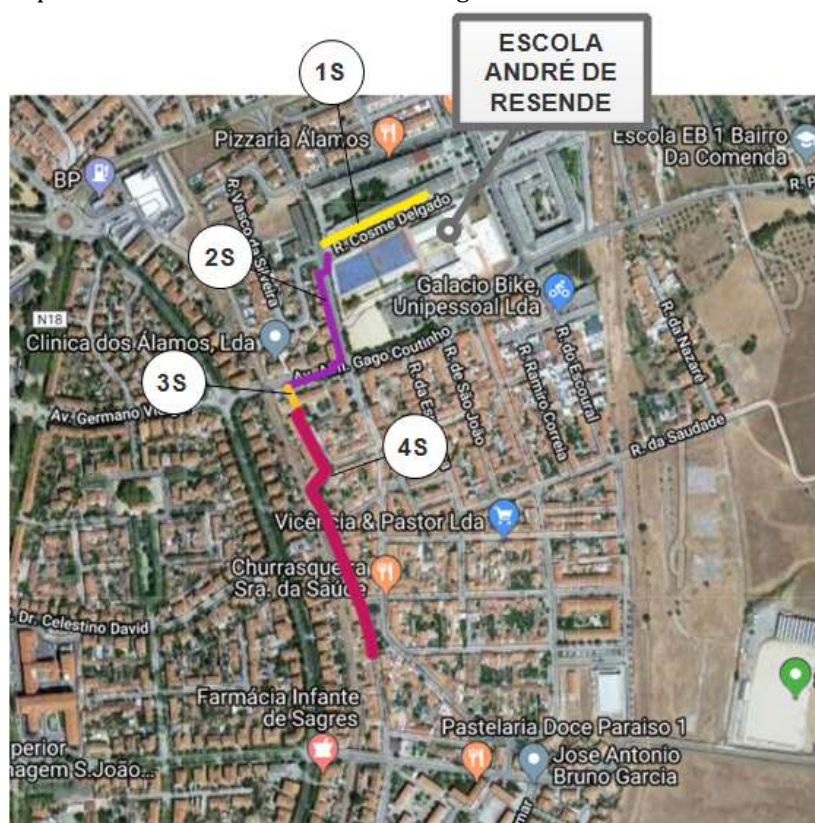 ESCOLA
ANDRÉ DE
RESENDE
1S
Pizzaria Álamos
Escola EB 1 Bairro
Da Comenda
BP
R. Vasco da Silveira
R. Cosme Delgado
2S
Galacio Bike,
Unipessoal Lda
N18
Clinica dos Álamos, Lda
Gago Coutinho
3S
Av. Germano
R. de São João
R. Ramiro Correia
R. do Escoural
R. da Nazaré
4S
R. da Saudade
Vicência & Pastor Lda
Churrasqueira
Sra. da Saúde
Dr. Celestino David
Farmácia Infante
de Sagres
Pastelaria Doce Paraiso 1
Jose Antonio
Bruno Garcia
perior
nagem S.João...
mar